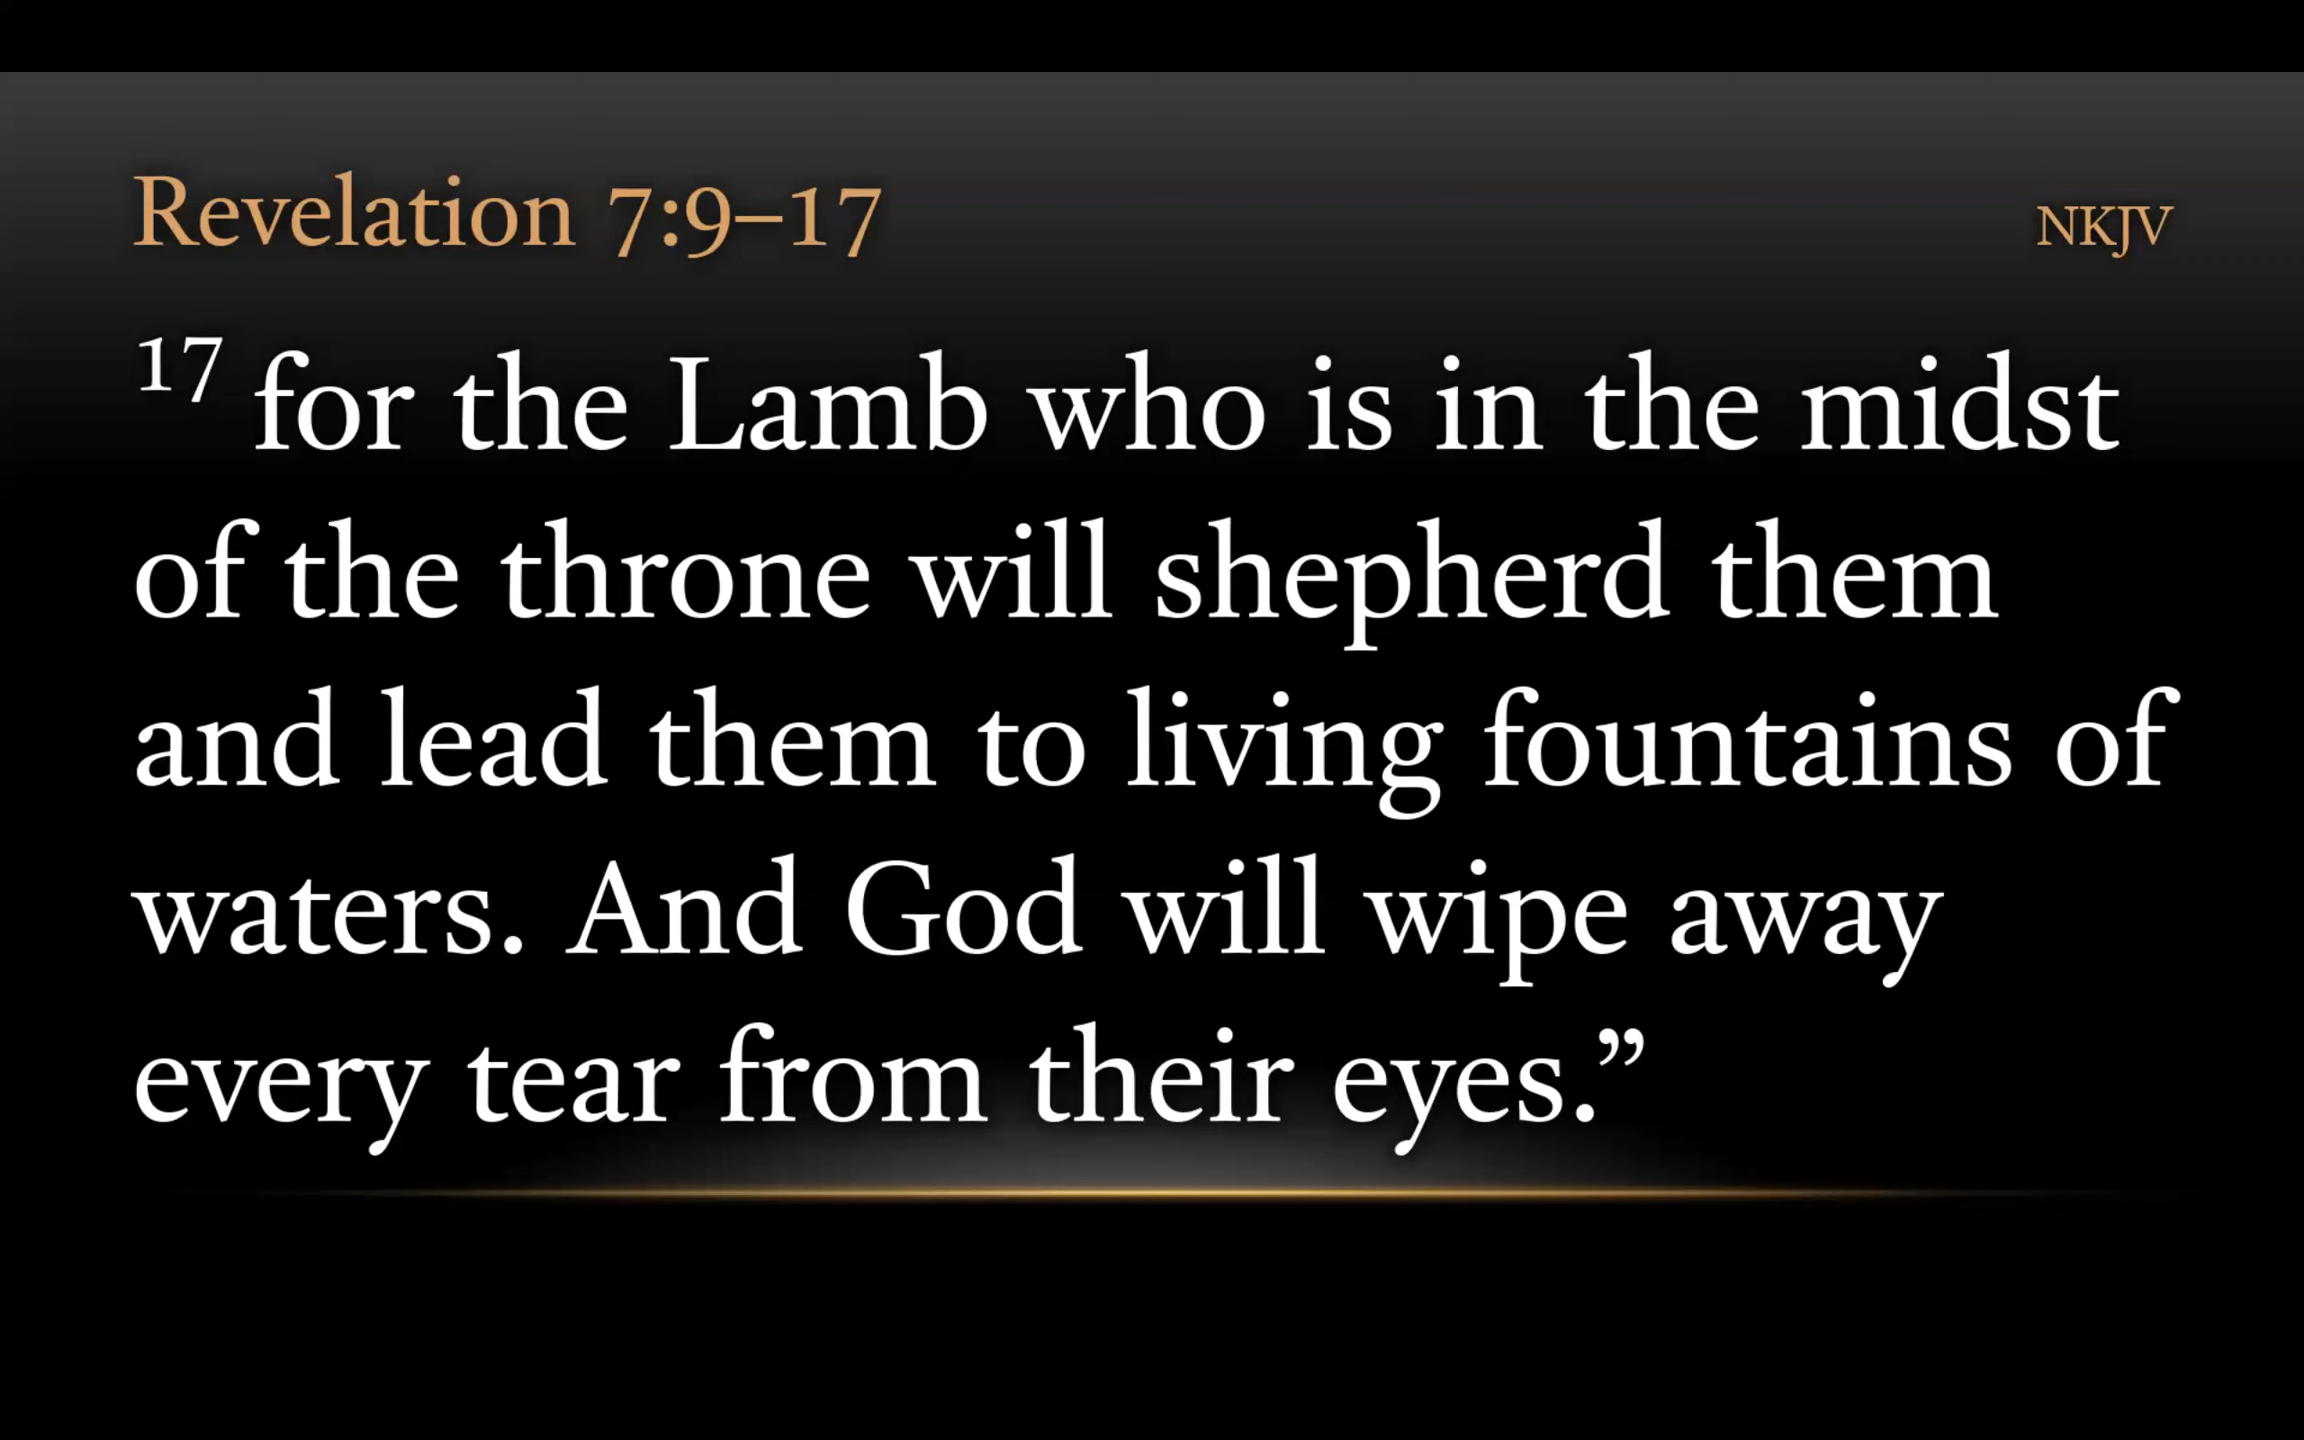 Revelation 7:9–17
NKJV
17 for the Lamb who is in the midst
of the throne will shepherd them
and lead them to living fountains of
waters. And God will wipe away
every tear from their eyes.”